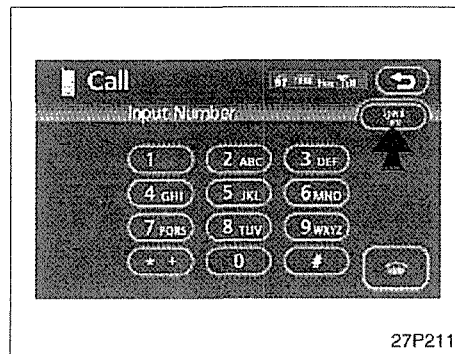 Call
BT
Input Number
1 2 ABC 3 DEF
4 GHI 5 JKL 6 MNO
7 PQRS 8 TUV 9 WXYZ
* + 0 #
27P211